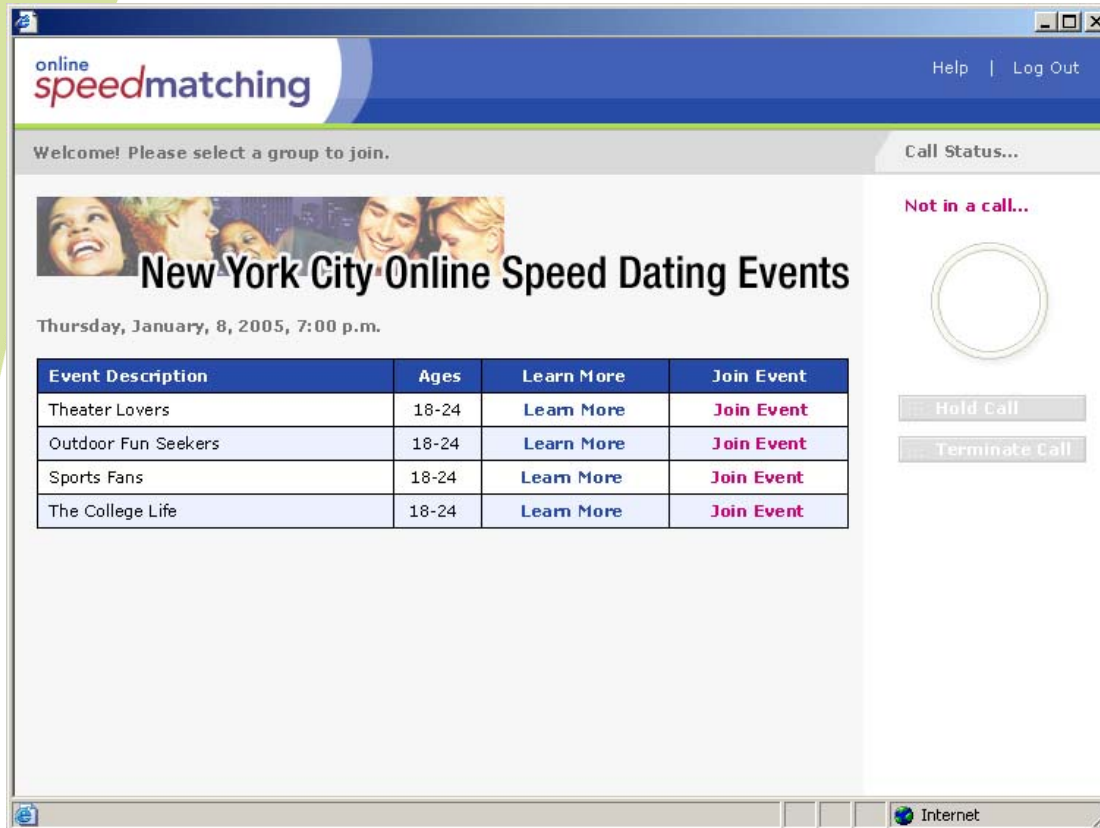 online
speedmatching
Help | Log Out
Welcome! Please select a group to join.
Call Status...
Not in a call...
New York City Online Speed Dating Events
Thursday, January, 8, 2005, 7:00 p.m.
Event Description Ages Learn More Join Event
Theater Lovers 18-24 Learn More Join Event
Outdoor Fun Seekers 18-24 Learn More Join Event
Sports Fans 18-24 Learn More Join Event
The College Life 18-24 Learn More Join Event
Hold Call
Terminate Call
Internet